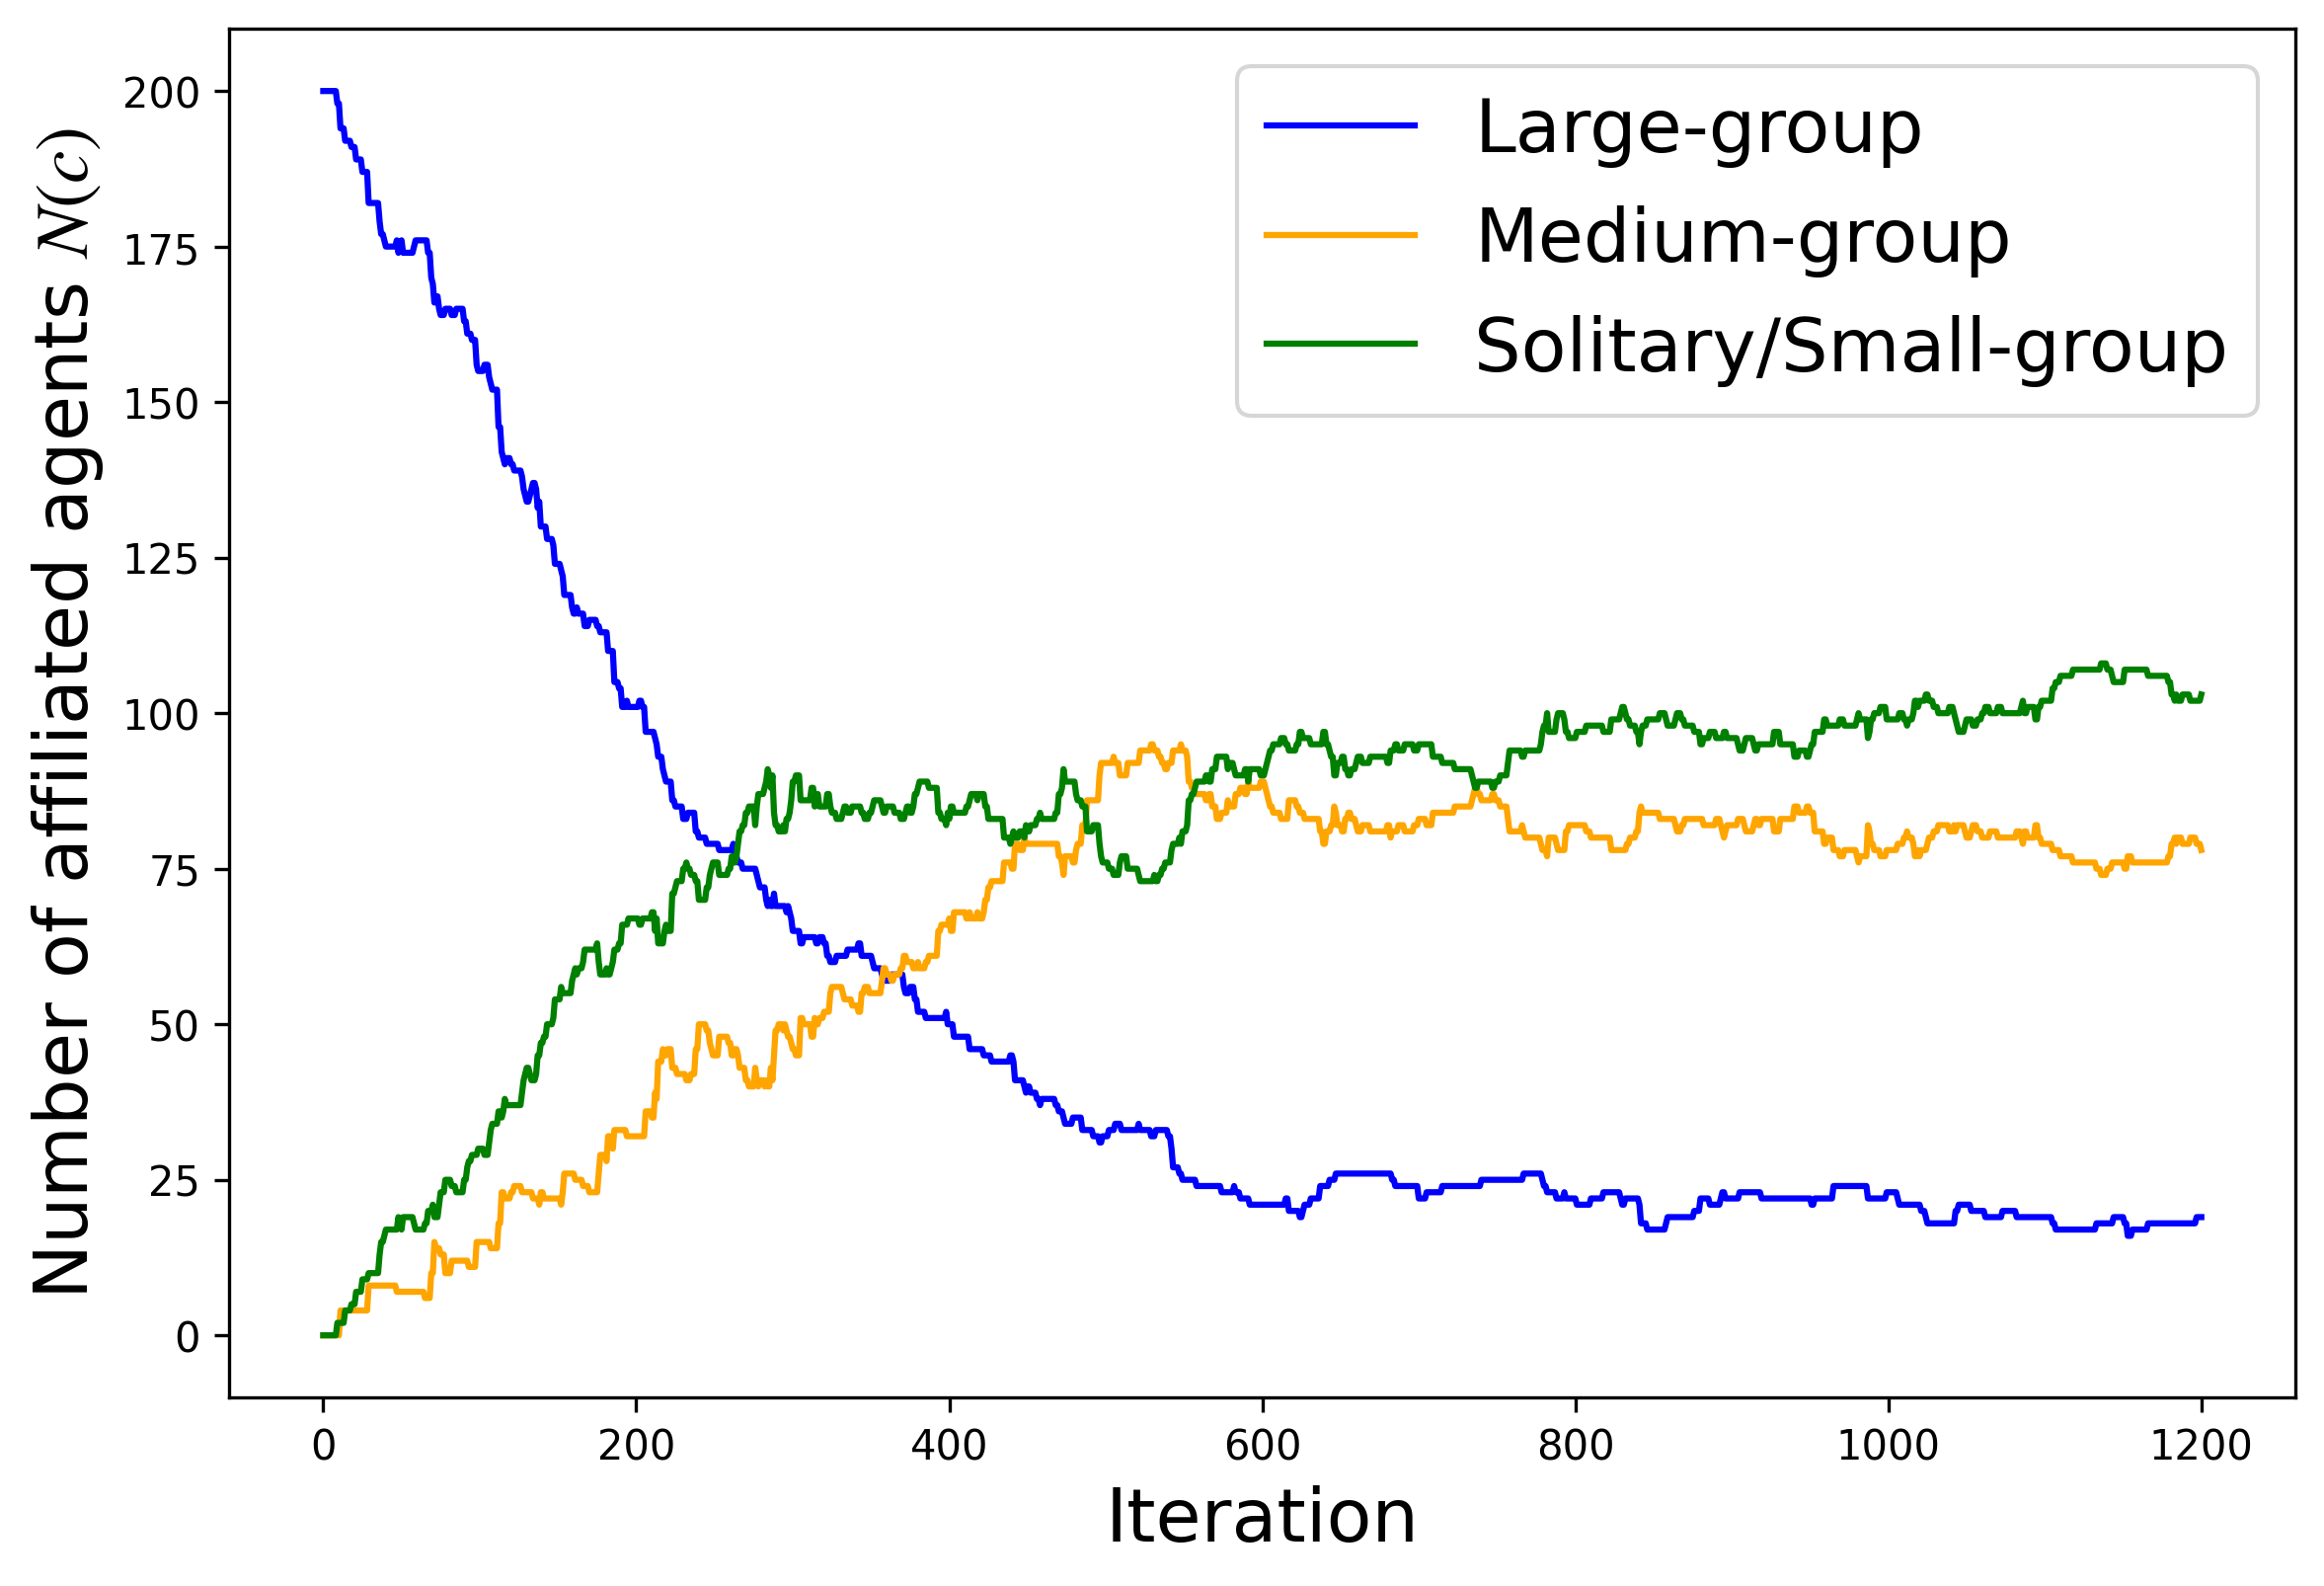 Number of affiliated agents N(c)
200
175
150
125
100
75
50
25
0
Large-group
Medium-group
Solitary/Small-group
0 200 400 600 800 1000 1200
Iteration